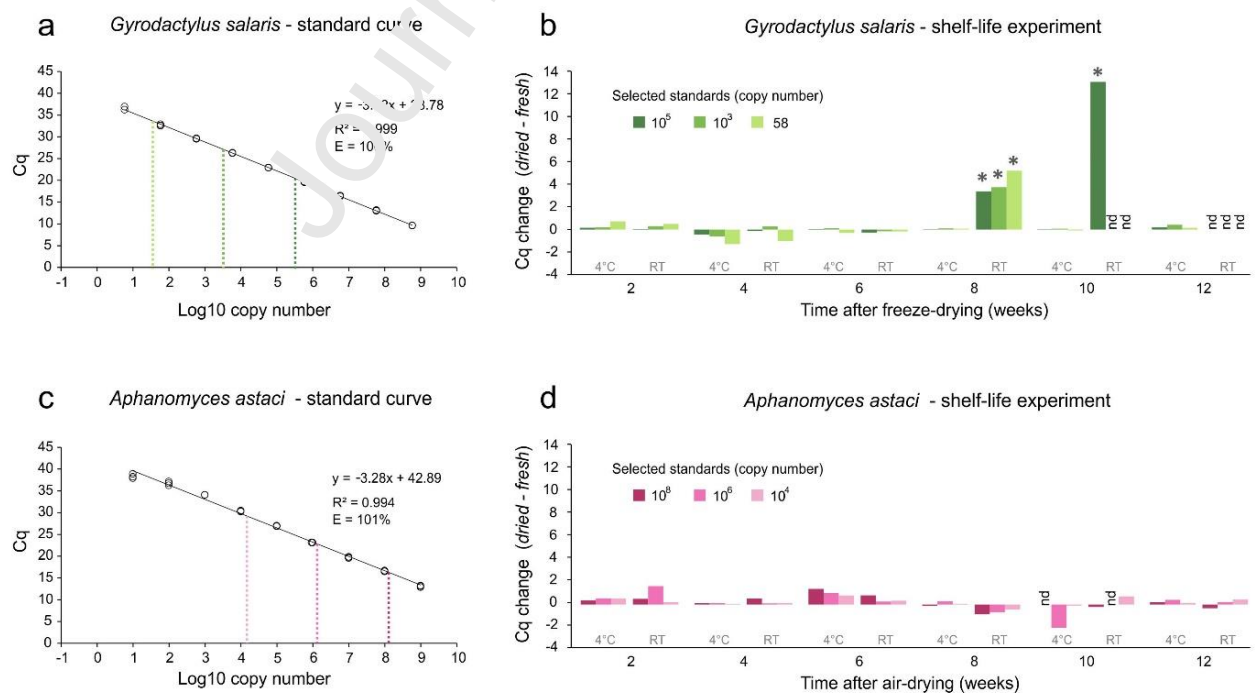 a
Gyrodactylus salaris - standard curve
45
40
35
30
25
20
15
10
5
0
Cq
-1 0 1 2 3 4 5 6 7 8 9 10
Log10 copy number
E = 10
Journ
b
Gyrodactylus salaris - shelf-life experiment
14
12
10
8
6
4
2
0
-2
-4
Cq change (dried - fresh)
Selected standards (copy number)
10⁵ 10³ 58
* * *
*
nd nd
nd nd nd
4°C RT 4°C RT 4°C RT 4°C RT 4°C RT 4°C RT
2 4 6 8 10 12
Time after freeze-drying (weeks)
c
Aphanomyces astaci - standard curve
45
40
35
30
25
20
15
10
5
0
Cq
y = -3.28x + 42.89
R² = 0.994
E = 101%
-1 0 1 2 3 4 5 6 7 8 9 10
Log10 copy number
d
Aphanomyces astaci - shelf-life experiment
14
12
10
8
6
4
2
0
-2
-4
Cq change (dried - fresh)
Selected standards (copy number)
10⁸ 10⁶ 10⁴
nd
nd
4°C RT 4°C RT 4°C RT 4°C RT 4°C RT 4°C RT
2 4 6 8 10 12
Time after air-drying (weeks)